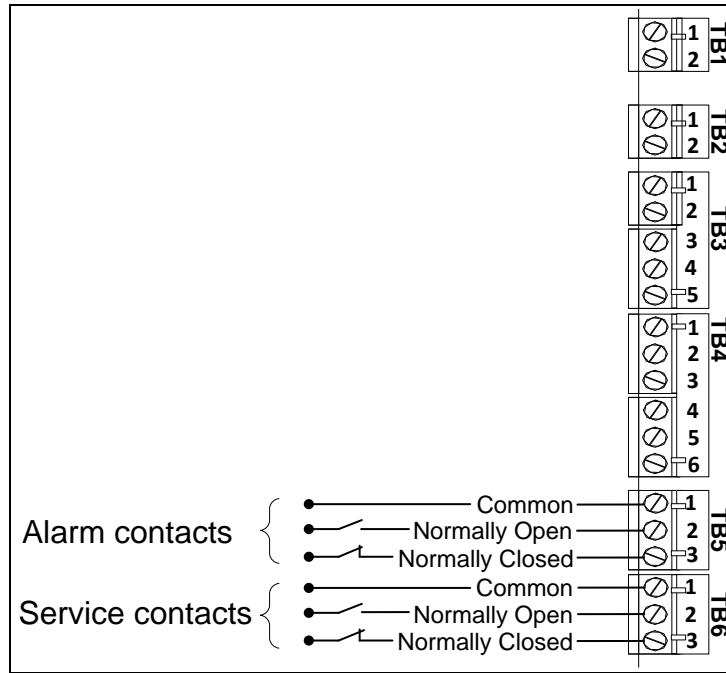 1
2
TB1
1
2
TB2
1
2
3
4
5
TB3
1
2
3
4
5
6
TB4
Alarm contacts
Common 1
Normally Open 2
Normally Closed 3
TB5
Service contacts
Common 1
Normally Open 2
Normally Closed 3
TB6